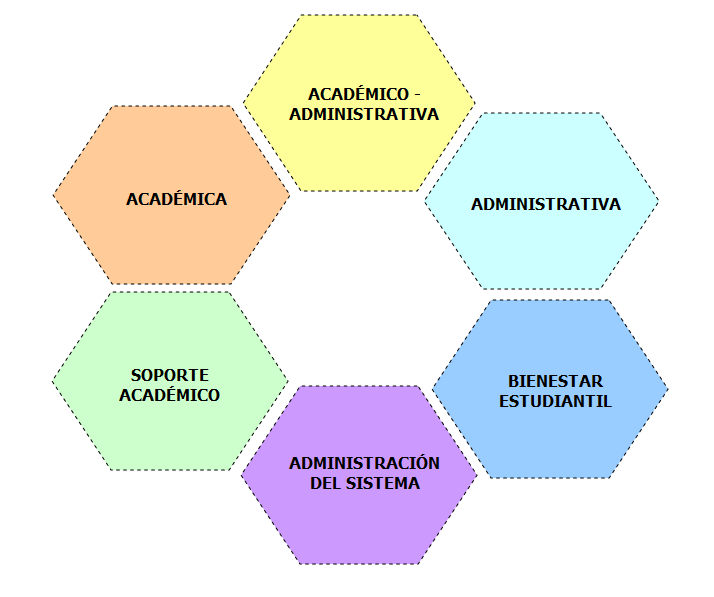 ACADÉMICO -
ADMINISTRATIVA
ACADÉMICA
ADMINISTRATIVA
SOPORTE
ACADÉMICO
BIENESTAR
ESTUDIANTIL
ADMINISTRACIÓN
DEL SISTEMA